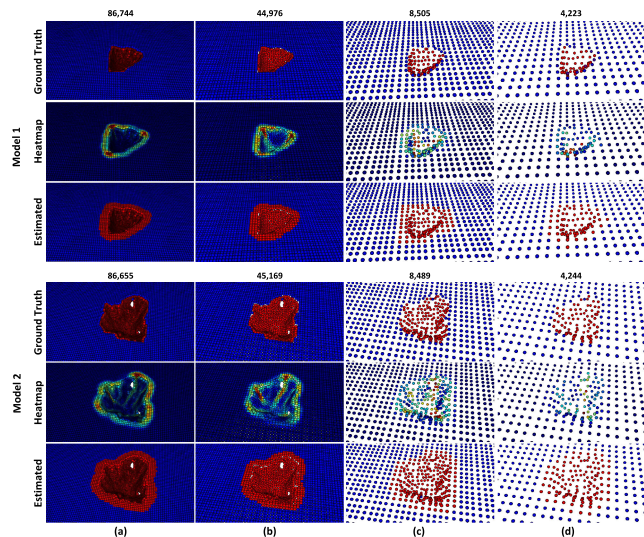 86,744 44,976 8,505 4,223
Ground Truth
Heatmap
Estimated
Model 1
86,655 45,169 8,489 4,244
Ground Truth
Heatmap
Estimated
Model 2
(a) (b) (c) (d)